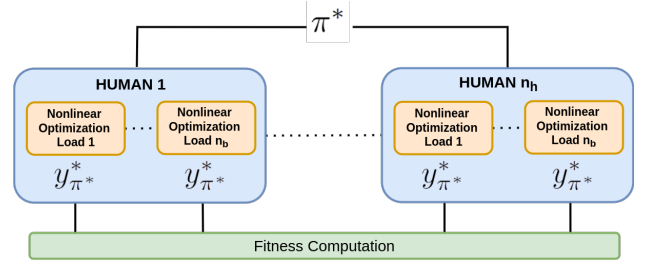 π*
HUMAN 1
HUMAN nₕ
Nonlinear
Optimization
Load 1
Nonlinear
Optimization
Load n_b
Nonlinear
Optimization
Load 1
Nonlinear
Optimization
Load n_b
y*_π*
y*_π*
y*_π*
y*_π*
Fitness Computation